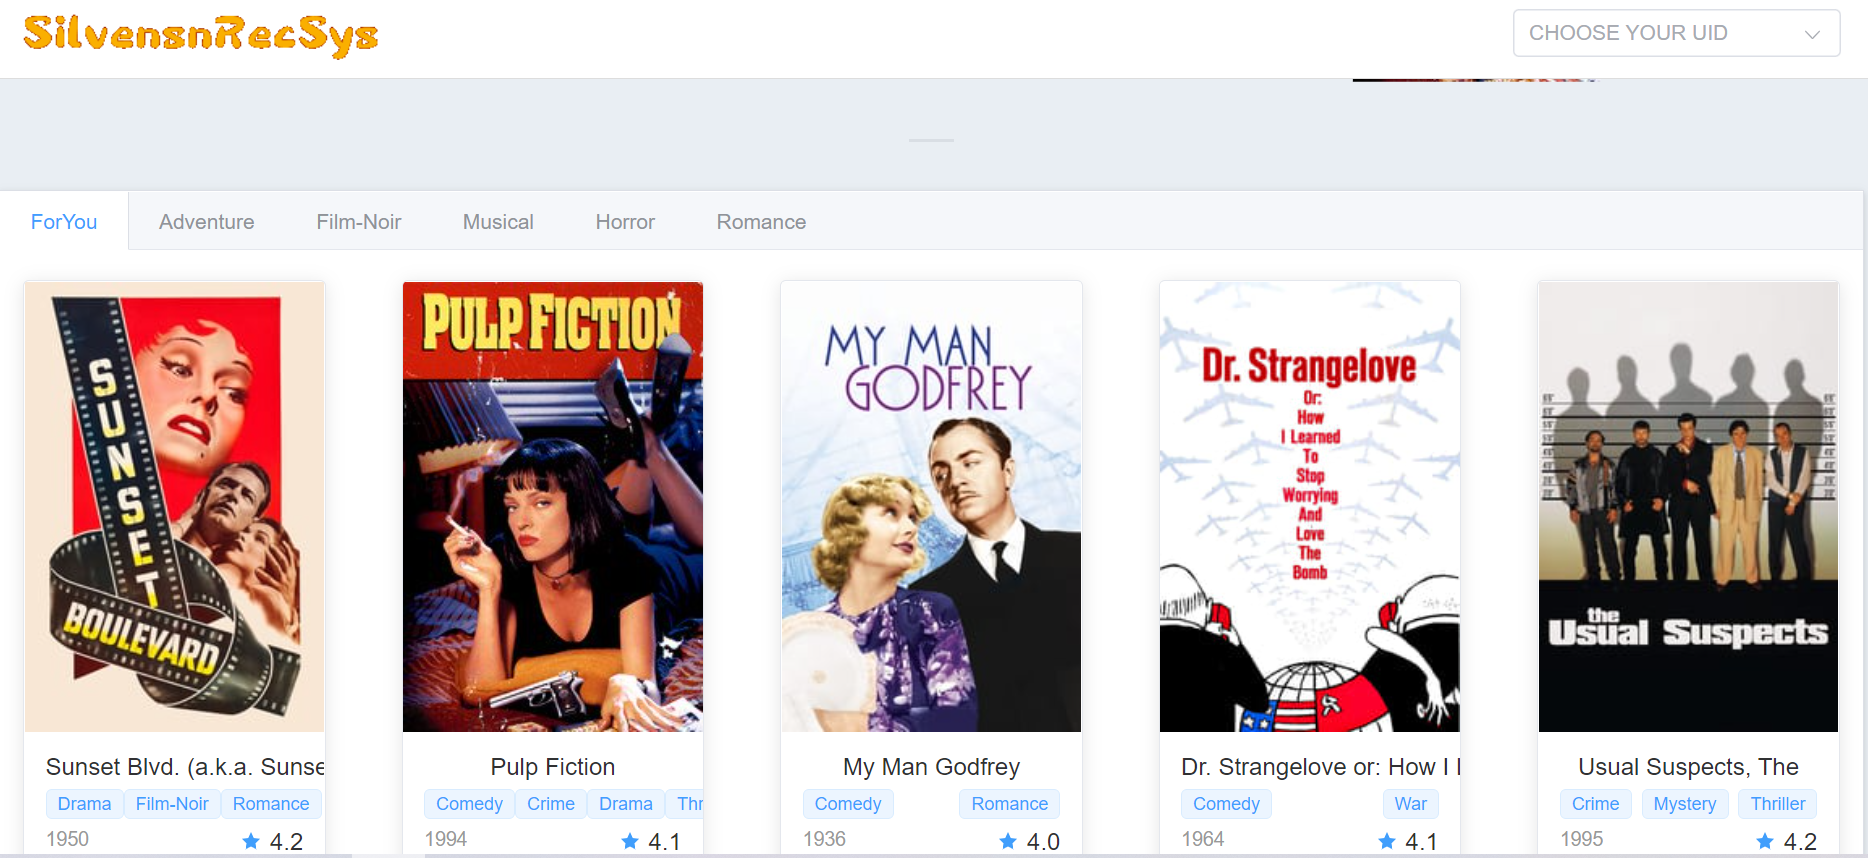 SilvensnRecSys
CHOOSE YOUR UID
ForYou Adventure Film-Noir Musical Horror Romance
SUNSET
BOULEVARD
PULP FICTION
MY MAN
GODFREY
Dr. Strangelove
Or:
How
I Learned
To
Stop
Worrying
And
Love
The
Bomb
the
Usual Suspects
Sunset Blvd. (a.k.a. Sunse
Drama Film-Noir Romance
1950 4.2
Pulp Fiction
Comedy Crime Drama Thr
1994 4.1
My Man Godfrey
Comedy Romance
1936 4.0
Dr. Strangelove or: How I
Comedy War
1964 4.1
Usual Suspects, The
Crime Mystery Thriller
1995 4.2